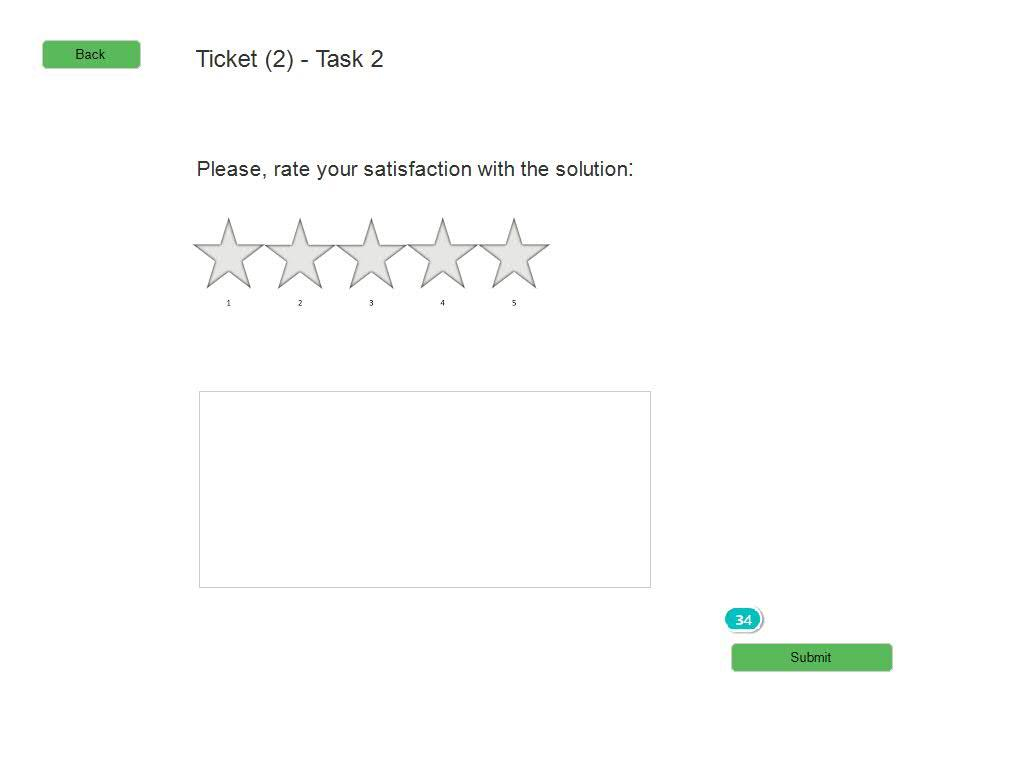 Back
Ticket (2) - Task 2
Please, rate your satisfaction with the solution:
1 2 3 4 5
34
Submit